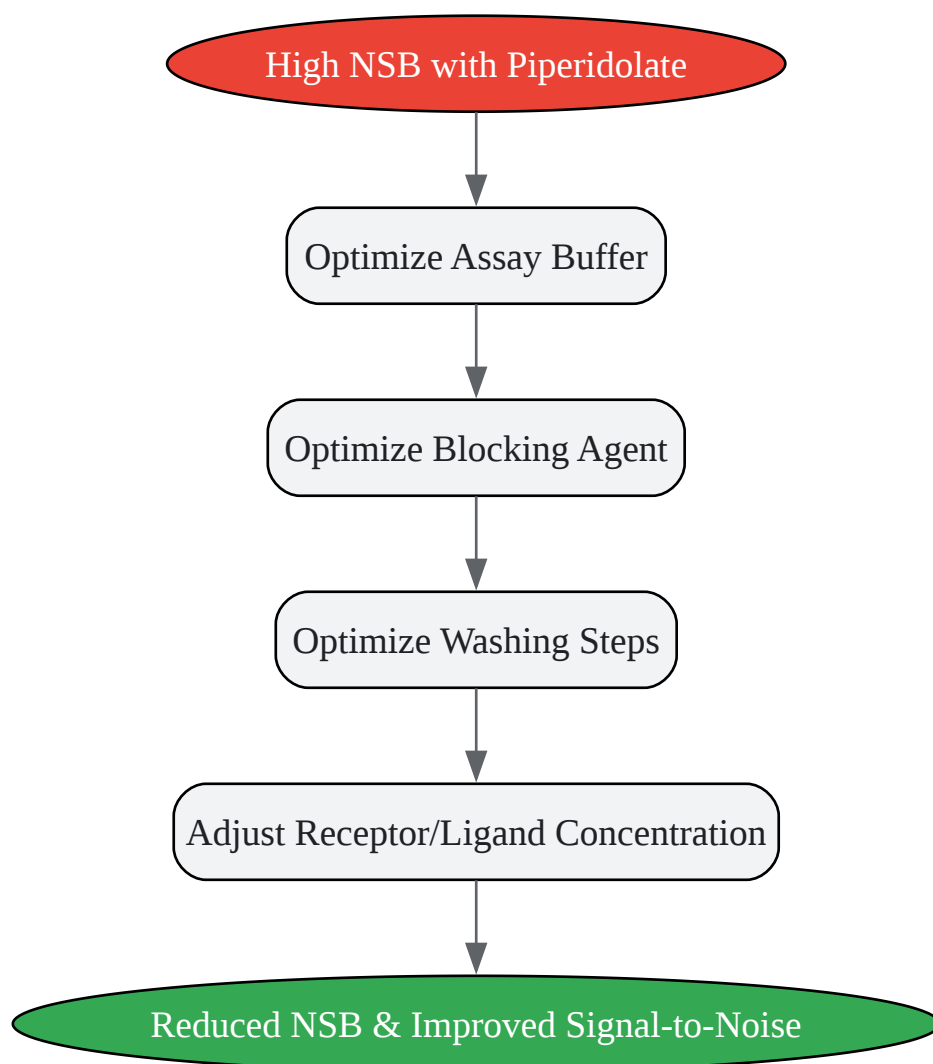 High NSB with Piperidolate
Optimize Assay Buffer
Optimize Blocking Agent
Optimize Washing Steps
Adjust Receptor/Ligand Concentration
Reduced NSB & Improved Signal-to-Noise